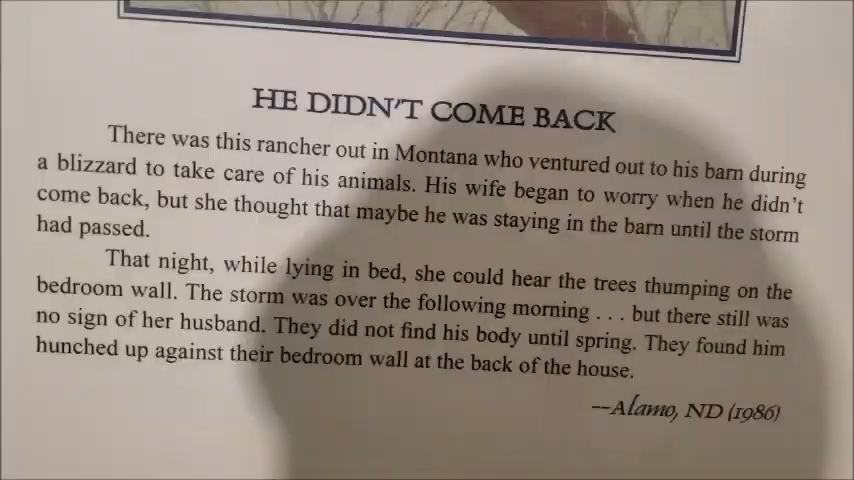 HE DIDN'T COME BACK
There was this rancher out in Montana who ventured out to his barn during
a blizzard to take care of his animals. His wife began to worry when he didn't
come back, but she thought that maybe he was staying in the barn until the storm
had passed.
That night, while lying in bed, she could hear the trees thumping on the
bedroom wall. The storm was over the following morning . . . but there still was
no sign of her husband. They did not find his body until spring. They found him
hunched up against their bedroom wall at the back of the house.
--Alamo, ND (1986)